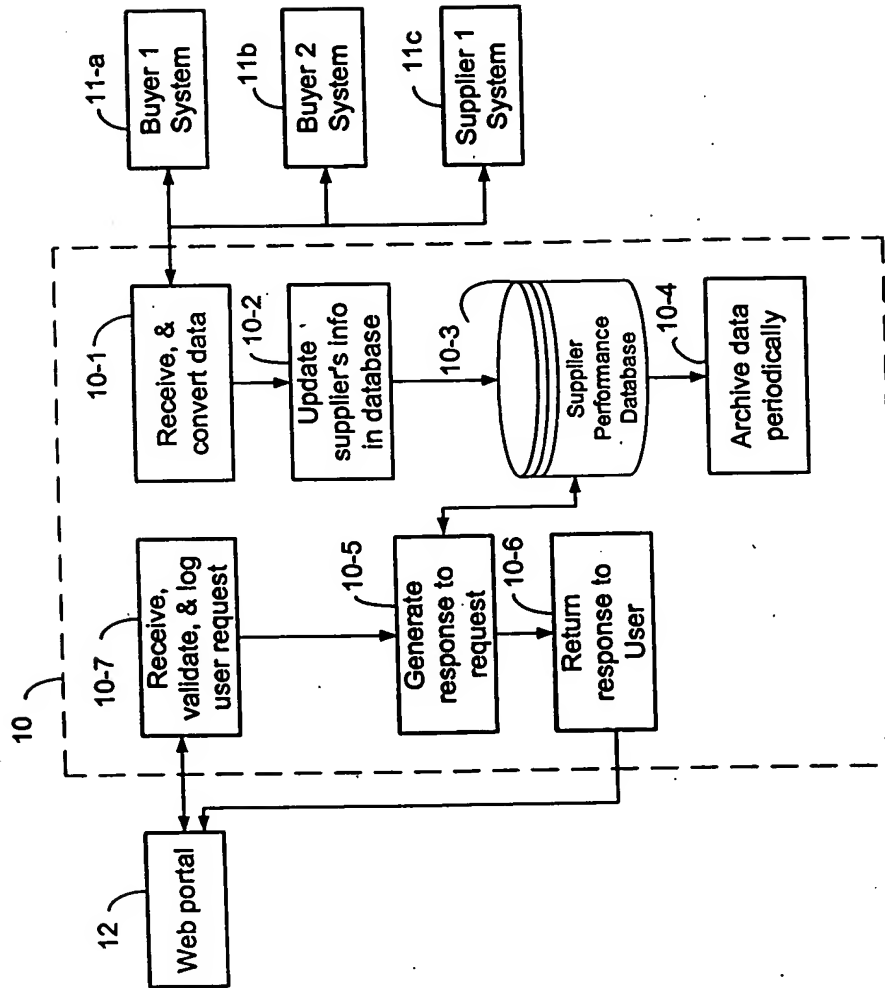 10
12
Web portal
10-7
Receive,
validate, & log
user request
10-5
Generate
response to
request
10-6
Return
response to
User
10-1
Receive, &
convert data
10-2
Update
supplier's info
in database
10-3
Supplier
Performance
Database
10-4
Archive data
periodically
11-a
Buyer 1
System
11b
Buyer 2
System
11c
Supplier 1
System